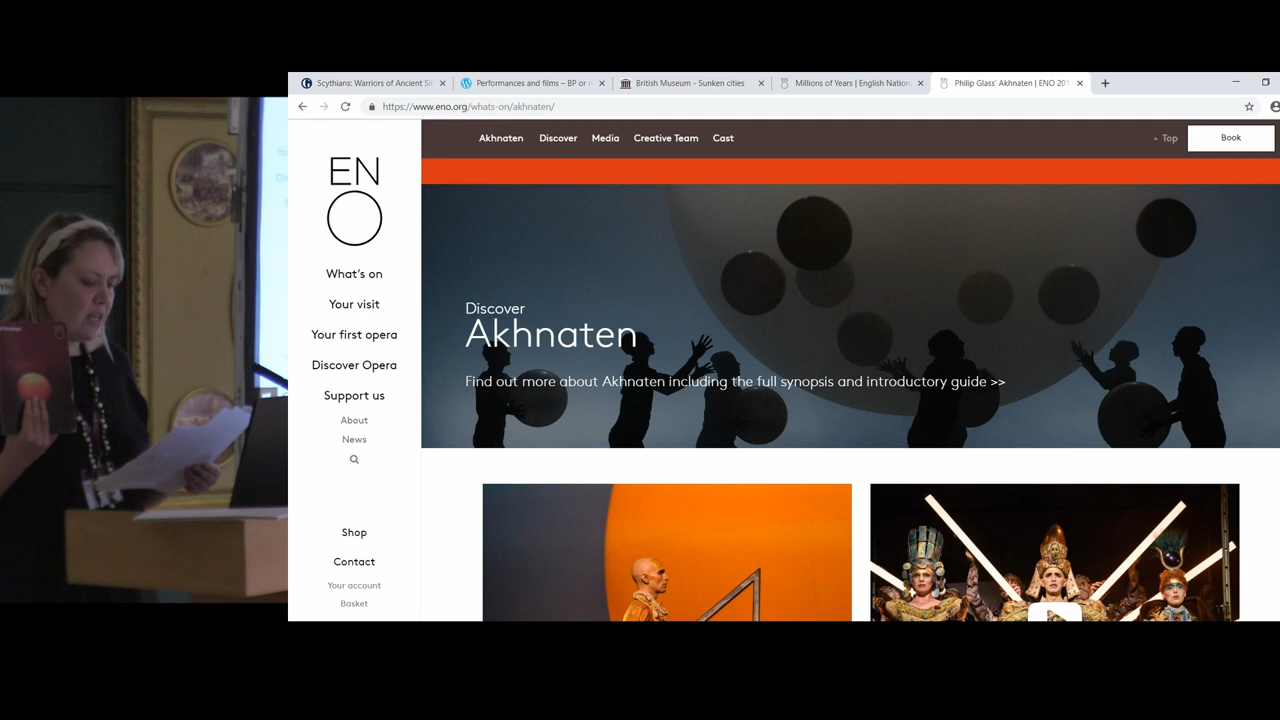 Scythians: Warriors of Ancient Si
Performances and films – BP or n
British Museum - Sunken cities
Millions of Years | English Nation
Philip Glass' Akhnaten | ENO 201
https://www.eno.org/whats-on/akhnaten/
Akhnaten Discover Media Creative Team Cast Top Book
ENO
What's on
Your visit
Your first opera
Discover Opera
Support us
About
News
Shop
Contact
Your account
Basket
Discover
Akhnaten
Find out more about Akhnaten including the full synopsis and introductory guide >>